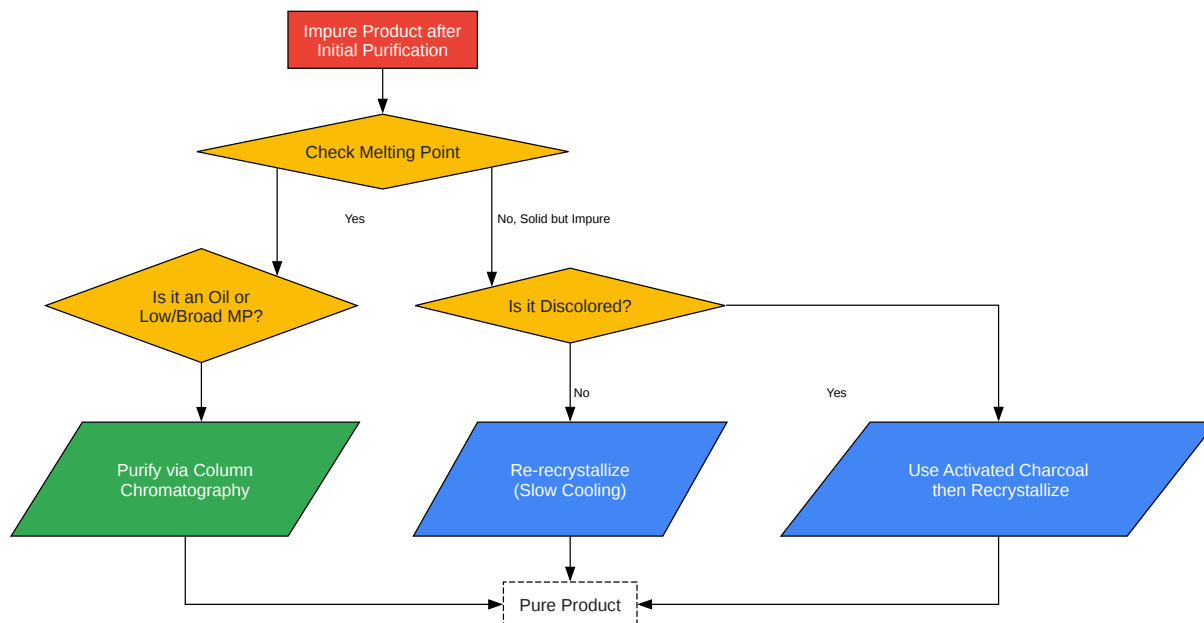 Impure Product after
Initial Purification
Check Melting Point
Yes
No, Solid but Impure
Is it an Oil or
Low/Broad MP?
Is it Discolored?
No
Yes
Purify via Column
Chromatography
Re-recrystallize
(Slow Cooling)
Use Activated Charcoal
then Recrystallize
Pure Product